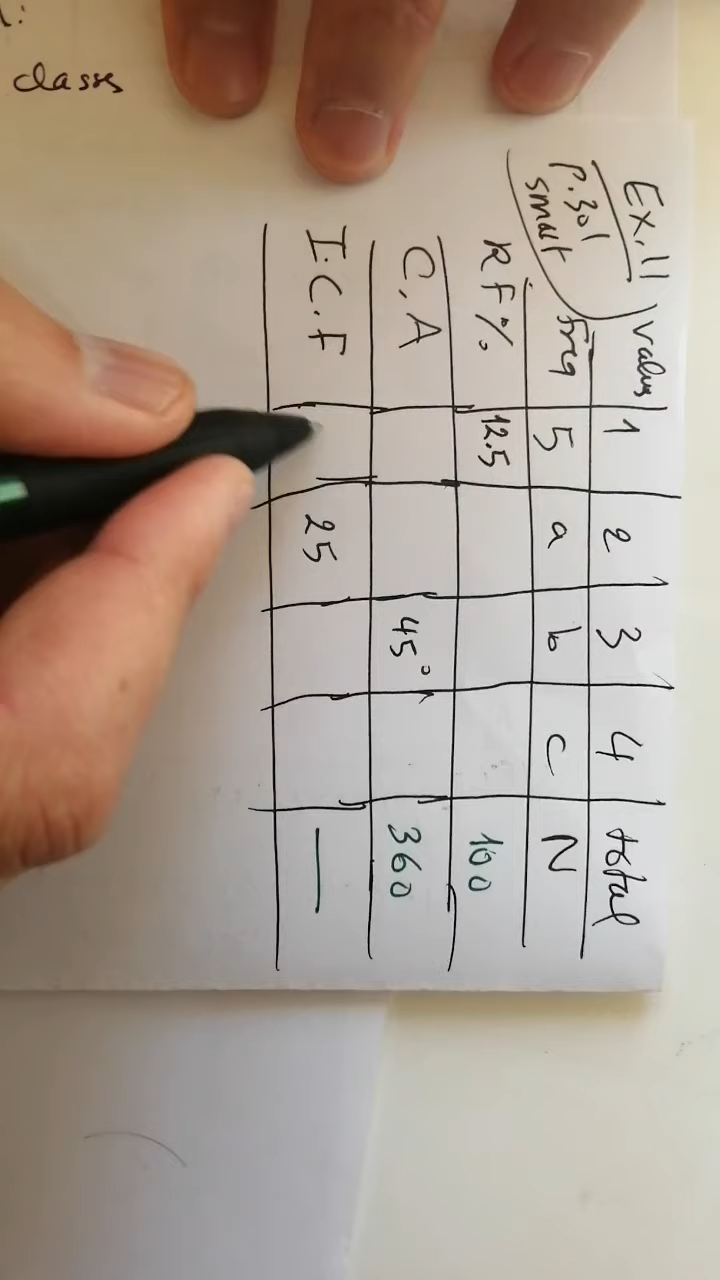 classes
Ex.11
P.301
smart
values 1 2 3 4 total
freq 5 a b c N
R F% 12.5 100
C.A 45° 360
I.C.F 25 —